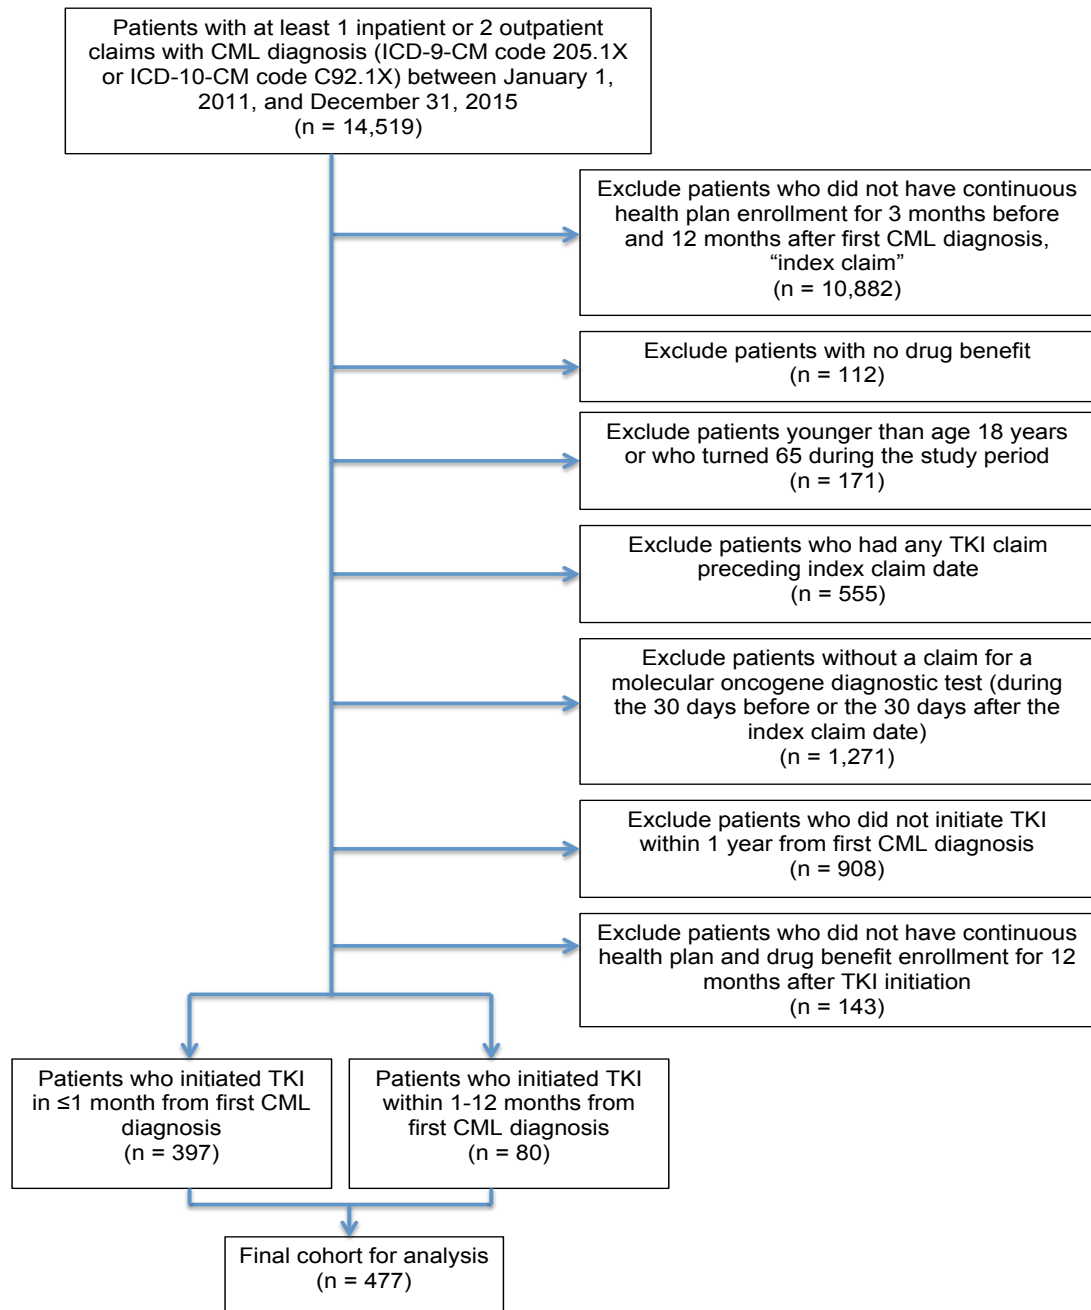 Patients with at least 1 inpatient or 2 outpatient
claims with CML diagnosis (ICD-9-CM code 205.1X
or ICD-10-CM code C92.1X) between January 1,
2011, and December 31, 2015
(n = 14,519)
Exclude patients who did not have continuous
health plan enrollment for 3 months before
and 12 months after first CML diagnosis,
“index claim”
(n = 10,882)
Exclude patients with no drug benefit
(n = 112)
Exclude patients younger than age 18 years
or who turned 65 during the study period
(n = 171)
Exclude patients who had any TKI claim
preceding index claim date
(n = 555)
Exclude patients without a claim for a
molecular oncogene diagnostic test (during
the 30 days before or the 30 days after the
index claim date)
(n = 1,271)
Exclude patients who did not initiate TKI
within 1 year from first CML diagnosis
(n = 908)
Exclude patients who did not have continuous
health plan and drug benefit enrollment for 12
months after TKI initiation
(n = 143)
Patients who initiated TKI
in ≤1 month from first CML
diagnosis
(n = 397)
Patients who initiated TKI
within 1-12 months from
first CML diagnosis
(n = 80)
Final cohort for analysis
(n = 477)